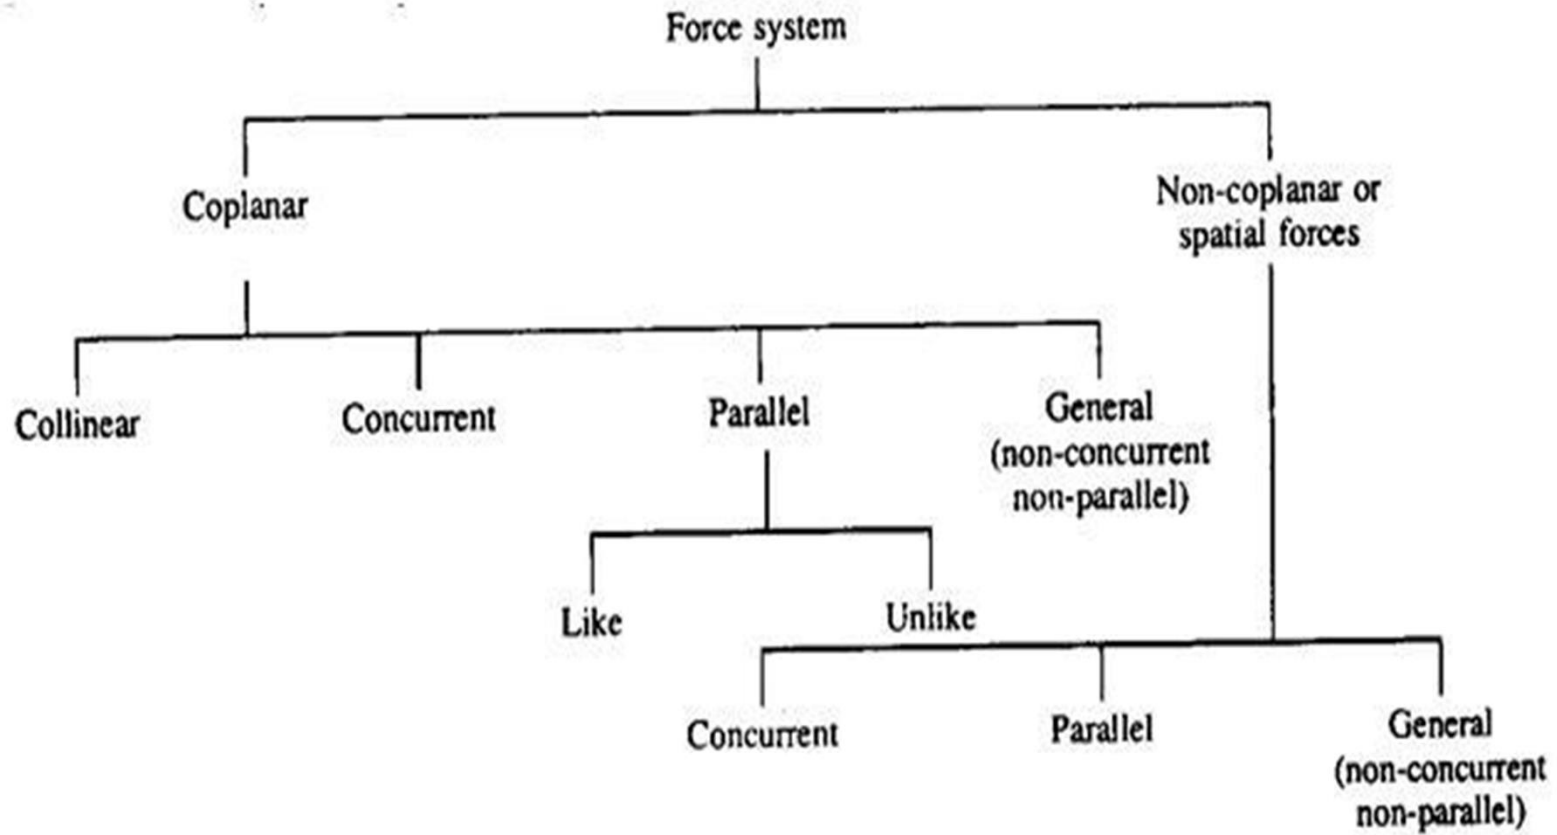 Force system
Coplanar
Non-coplanar or
spatial forces
Collinear
Concurrent
Parallel
General
(non-concurrent
non-parallel)
Like
Unlike
Concurrent
Parallel
General
(non-concurrent
non-parallel)